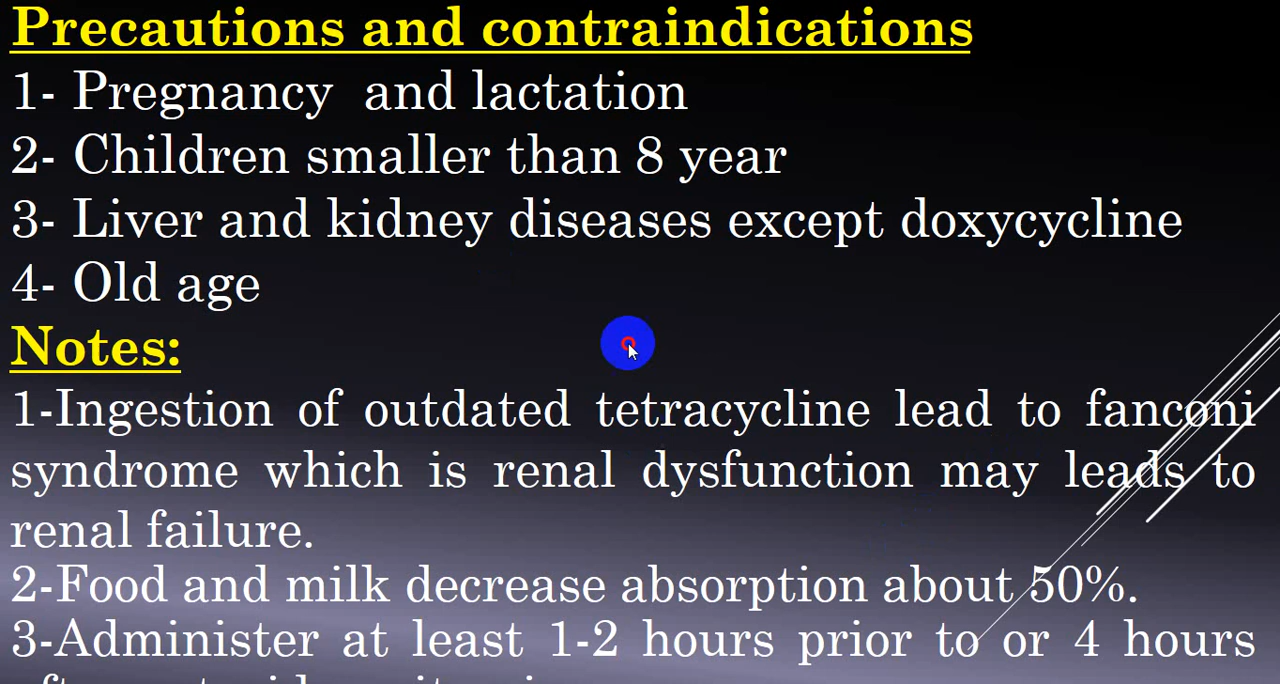 Precautions and contraindications
1- Pregnancy and lactation
2- Children smaller than 8 year
3- Liver and kidney diseases except doxycycline
4- Old age
Notes:
1-Ingestion of outdated tetracycline lead to fanconi
syndrome which is renal dysfunction may leads to
renal failure.
2-Food and milk decrease absorption about 50%.
3-Administer at least 1-2 hours prior to or 4 hours